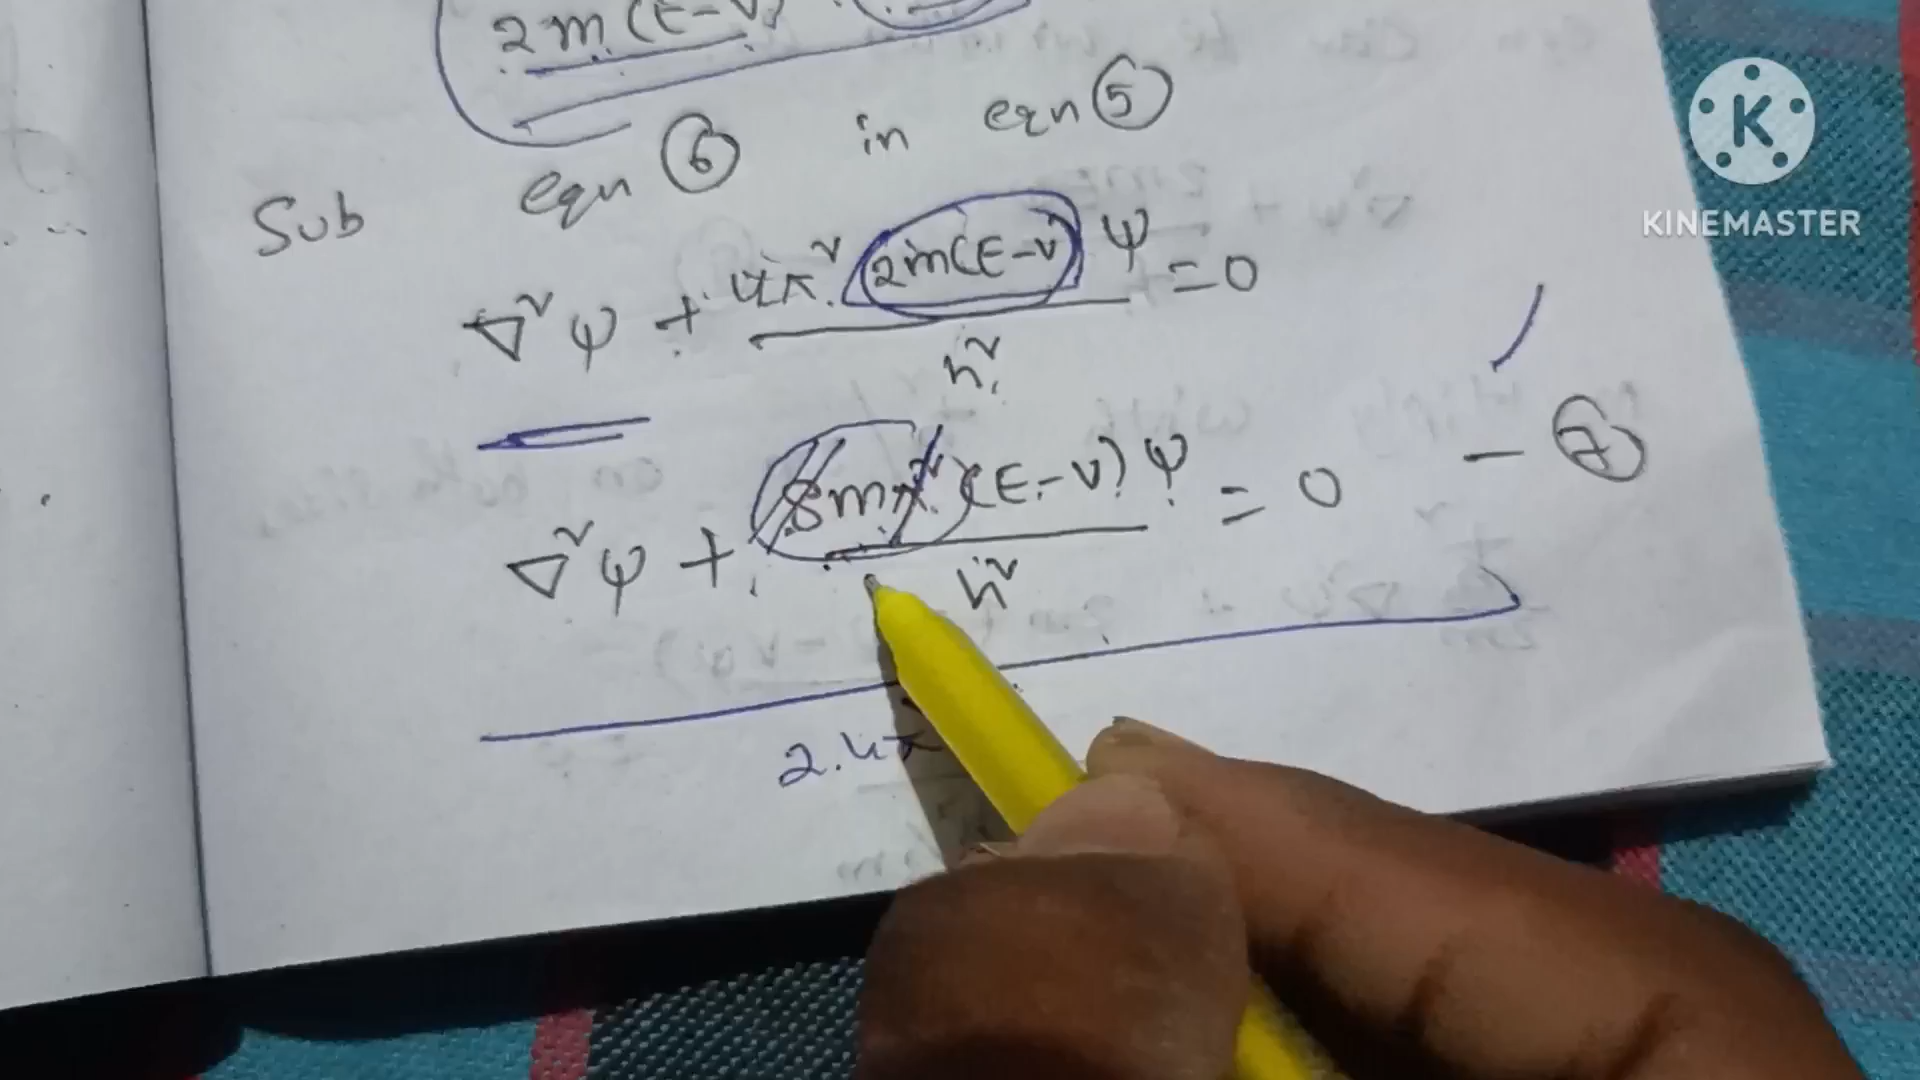 2m(E-V)
Sub eqn ⑥ in eqn ⑤
∇²ψ + 4π² 2m(E-V) ψ = 0
h²
∇²ψ + 8mπ² (E-V) ψ = 0 - ⑦
h²
2.4π
K
KINEMASTER